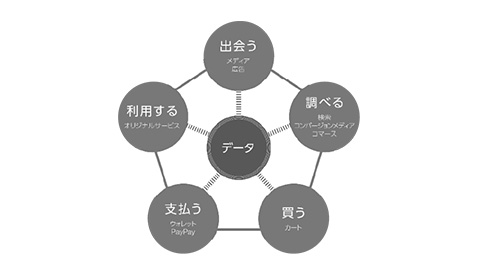 出会う
メディア
広告
調べる
検索
コンバージョンメディア
コマース
買う
カート
支払う
ウォレット
PayPay
利用する
オリジナルサービス
データ